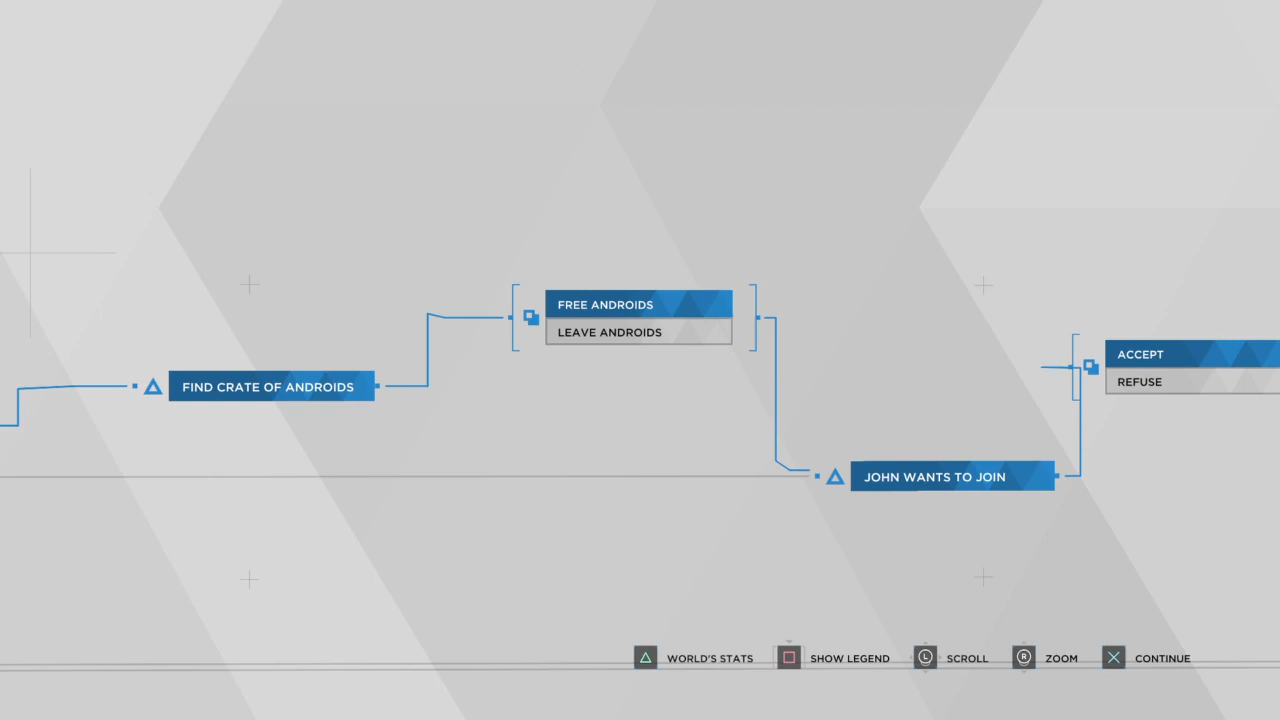 FREE ANDROIDS
LEAVE ANDROIDS
ACCEPT
REFUSE
FIND CRATE OF ANDROIDS
JOHN WANTS TO JOIN
WORLD'S STATS
SHOW LEGEND
L
SCROLL
R
ZOOM
CONTINUE